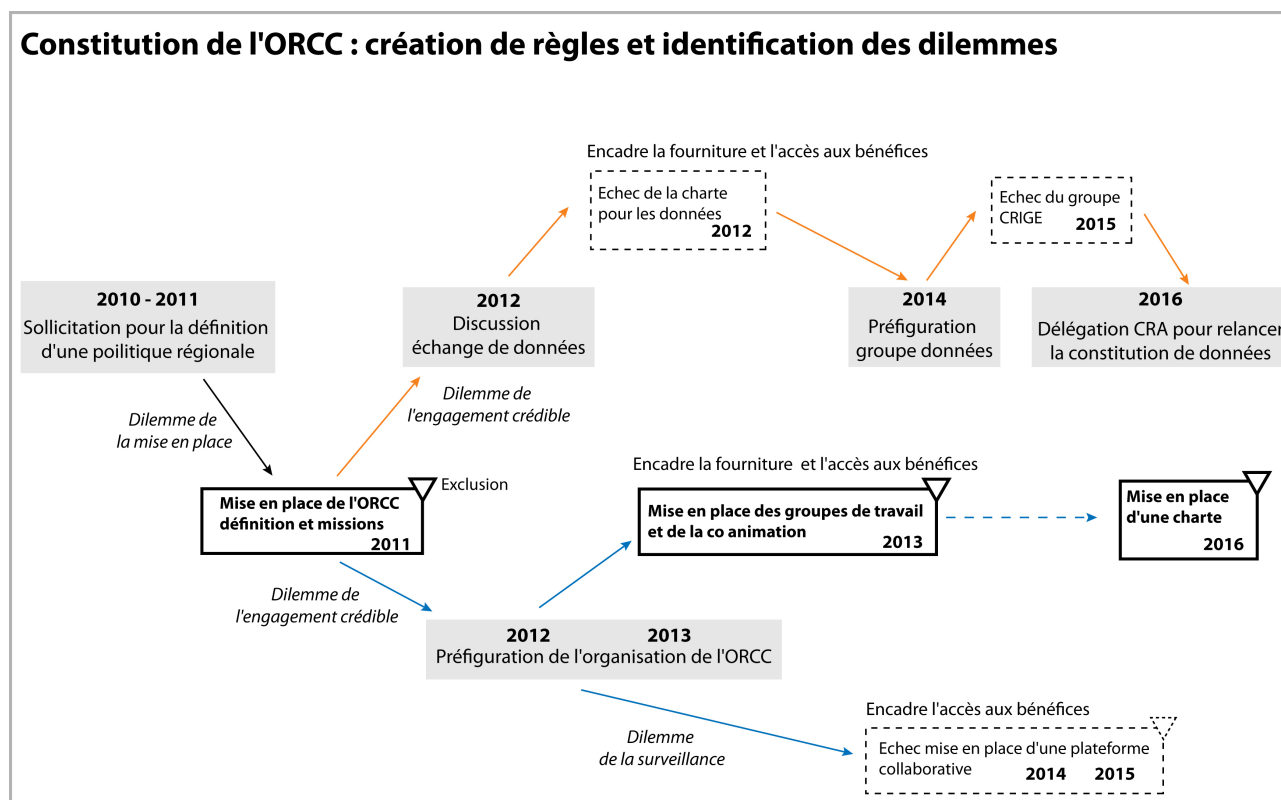 Constitution de l'ORCC : création de règles et identification des dilemmes
Encadre la fourniture et l'accès aux bénéfices
Echec de la charte
pour les données
2012
Echec du groupe
CRIGE
2015
2010 - 2011
Sollicitation pour la définition
d'une poilitique régionale
2012
Discussion
échange de données
2014
Préfiguration
groupe données
2016
Délégation CRA pour relancer
la constitution de données
Dilemme de
la mise en place
Dilemme de
l'engagement crédible
Mise en place de l'ORCC
définition et missions
2011
Exclusion
Encadre la fourniture et l'accès aux bénéfices
Mise en place des groupes de travail
et de la co animation
2013
Mise en place
d'une charte
2016
Dilemme de
l'engagement crédible
2012 2013
Préfiguration de l'organisation de l'ORCC
Dilemme
de la surveillance
Encadre l'accès aux bénéfices
Echec mise en place d'une plateforme
collaborative
2014 2015